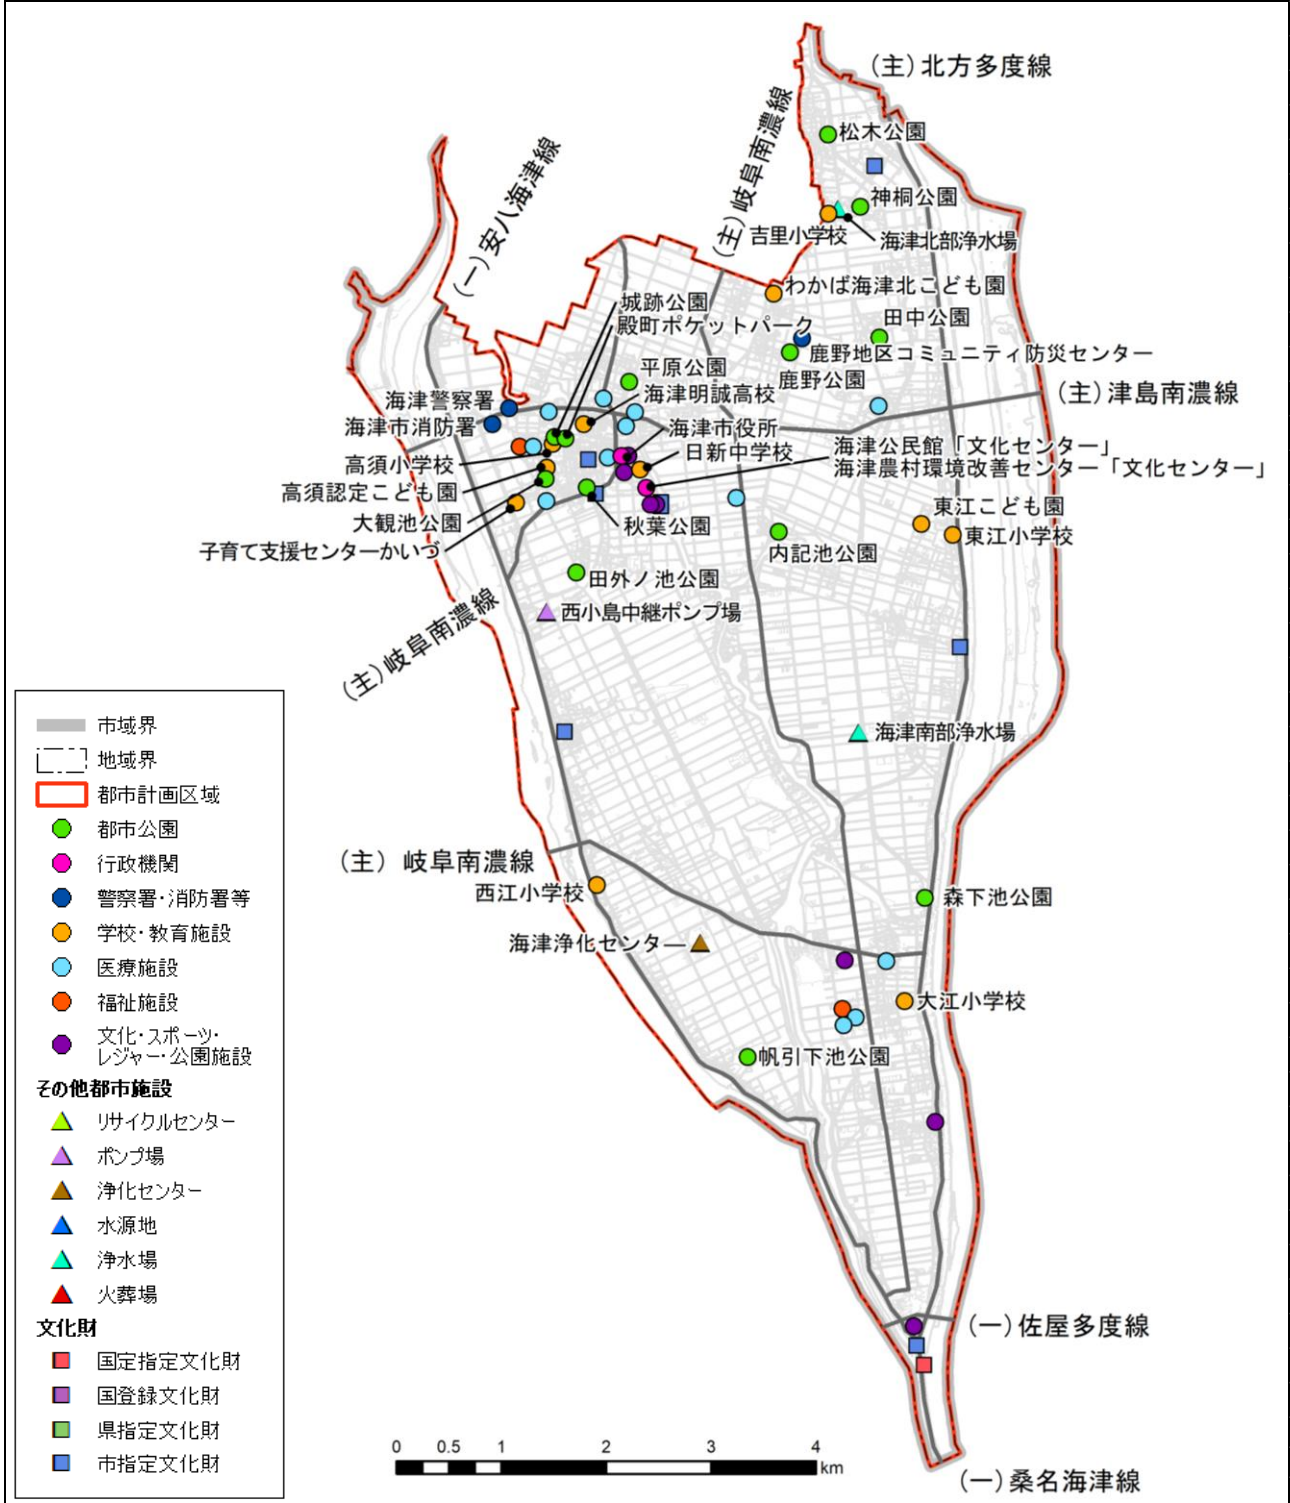 (主)北方多度線
(主)岐阜南濃線
松木公園
(一)安八海津線
神桐公園
吉里小学校
海津北部浄水場
わかば海津北こども園
城跡公園
殿町ポケットパーク
田中公園
鹿野地区コミュニティ防災センター
平原公園
鹿野公園
海津明誠高校
(主)津島南濃線
海津警察署
海津市消防署
海津市役所
日新中学校
海津公民館「文化センター」
海津農村環境改善センター「文化センター」
高須小学校
高須認定こども園
大観池公園
秋葉公園
東江こども園
東江小学校
子育て支援センターかいづ
内記池公園
田外ノ池公園
西小島中継ポンプ場
(主)岐阜南濃線
海津南部浄水場
(主)岐阜南濃線
西江小学校
森下池公園
海津浄化センター
大江小学校
帆引下池公園
(一)佐屋多度線
(一)桑名海津線
市域界
地域界
都市計画区域
都市公園
行政機関
警察署・消防署等
学校・教育施設
医療施設
福祉施設
文化・スポーツ・
レジャー・公園施設
その他都市施設
リサイクルセンター
ポンプ場
浄化センター
水源地
浄水場
火葬場
文化財
国定指定文化財
国登録文化財
県指定文化財
市指定文化財
0 0.5 1 2 3 4
km